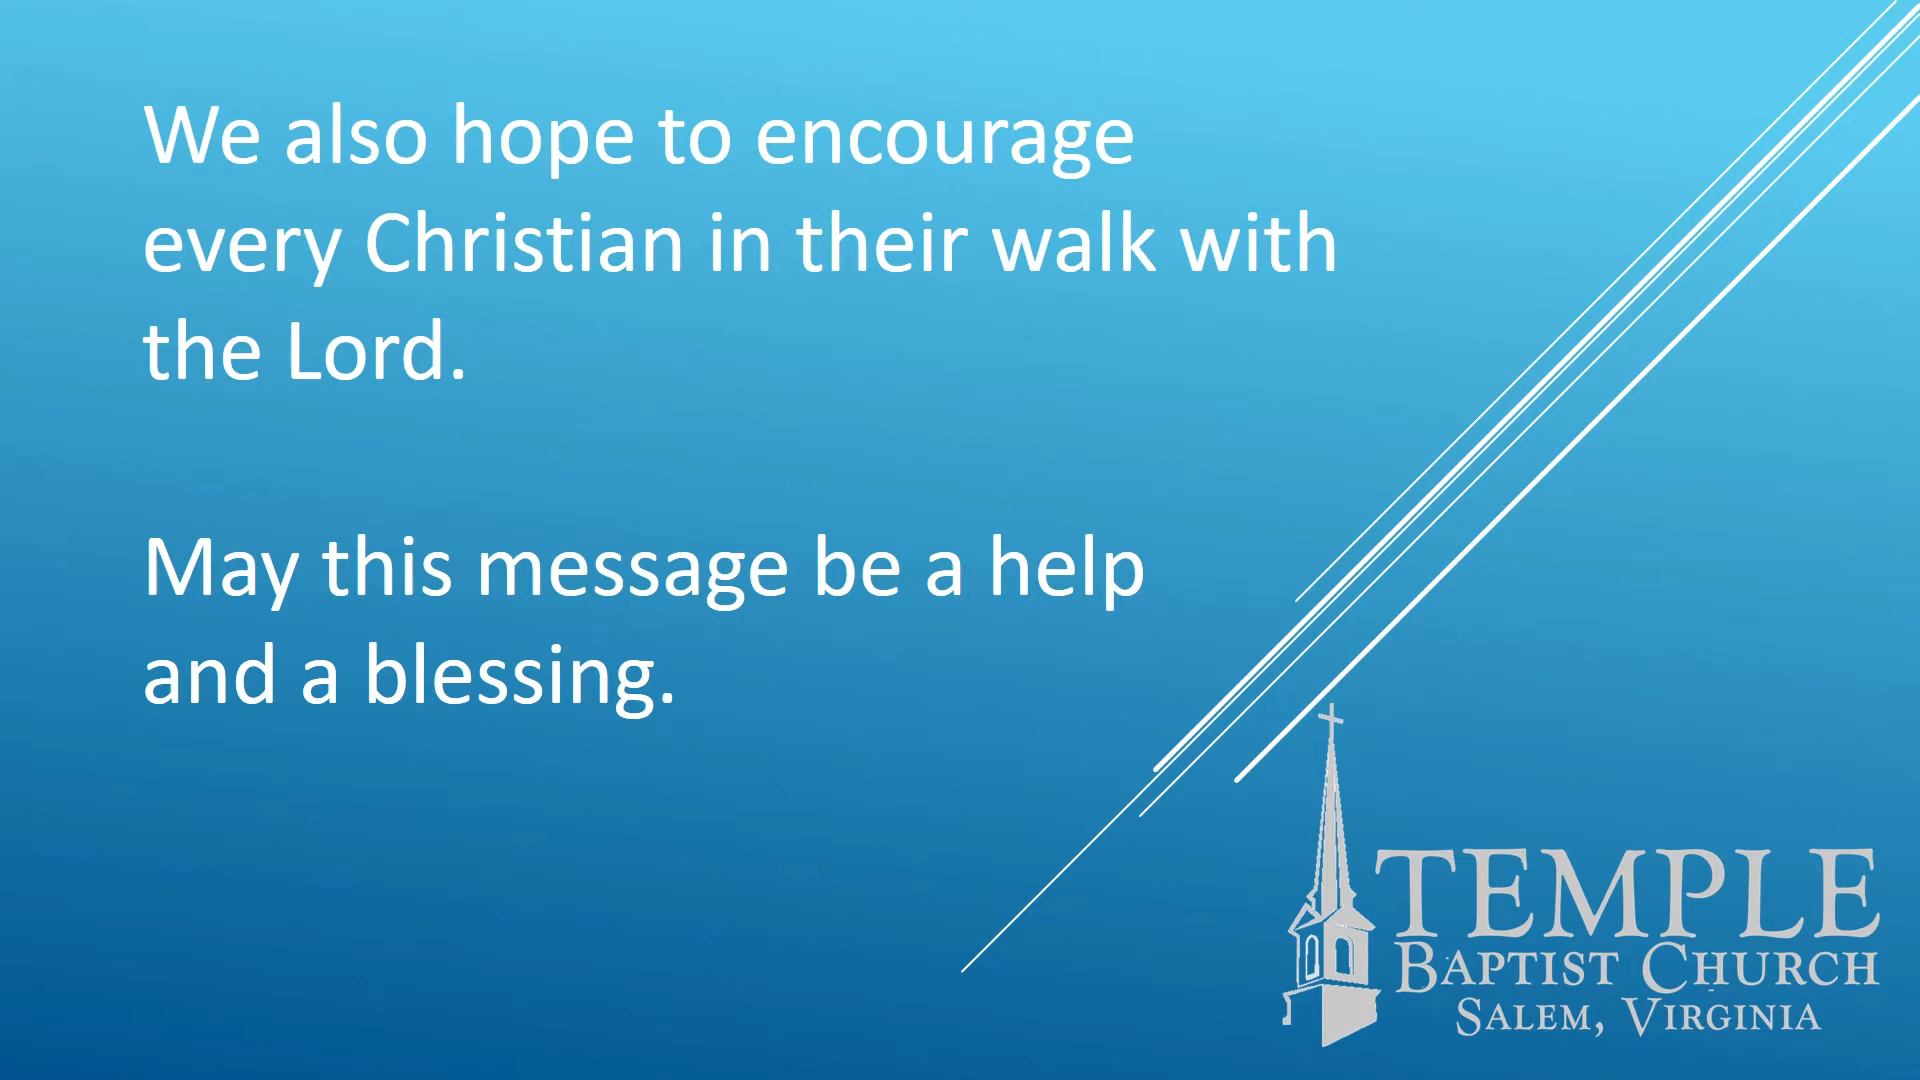 We also hope to encourage
every Christian in their walk with
the Lord.
May this message be a help
and a blessing.
TEMPLE
BAPTIST CHURCH
SALEM, VIRGINIA